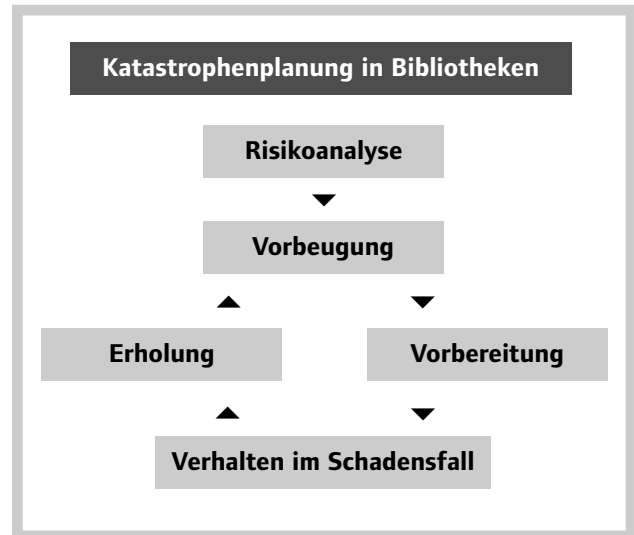 Katastrophenplanung in Bibliotheken
Risikoanalyse
Vorbeugung
Erholung
Vorbereitung
Verhalten im Schadensfall